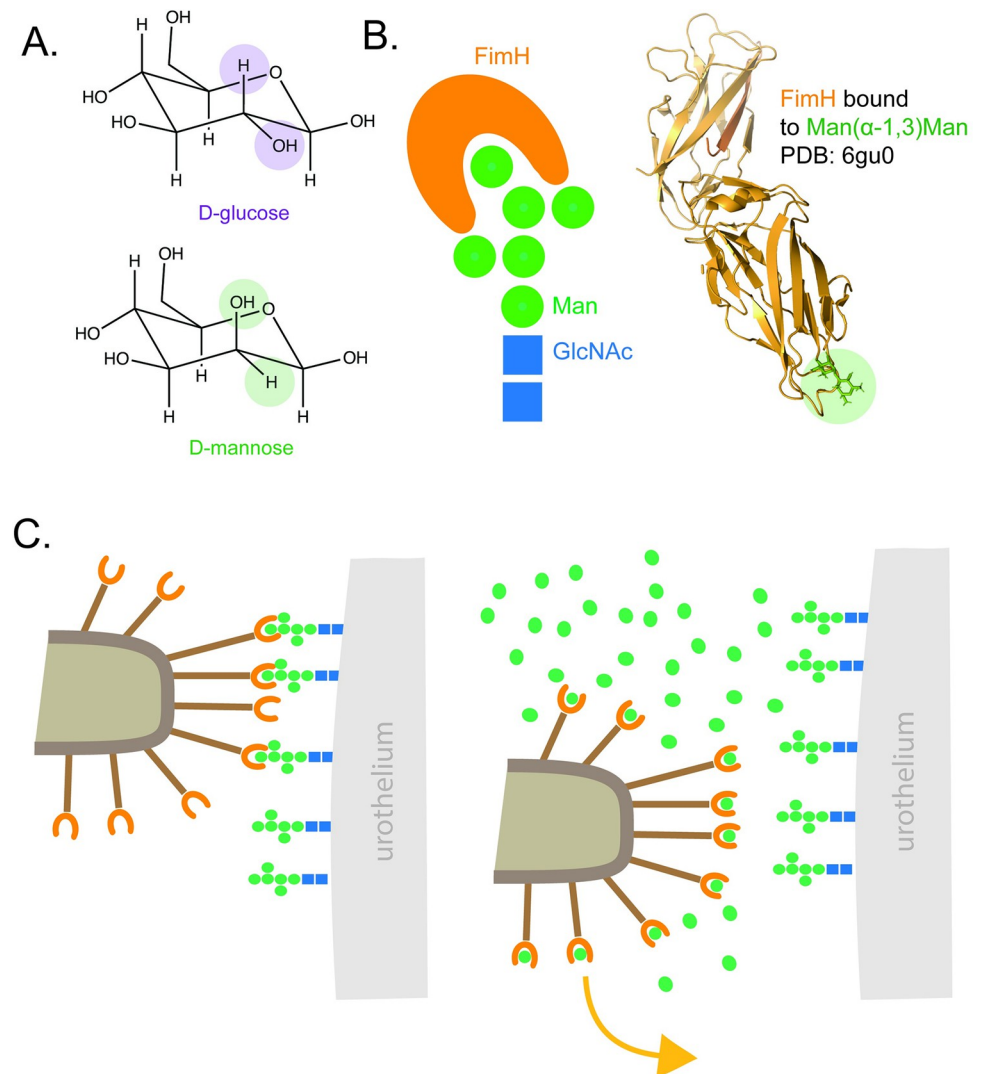 A.
H
OH
H
O
HO
HO
OH
H
OH
H
H
D-glucose
OH
H
OH
O
HO
HO
OH
H
H
H
H
D-mannose
B.
FimH
Man
GlcNAc
FimH bound
to Man(α-1,3)Man
PDB: 6gu0
C.
urothelium
urothelium